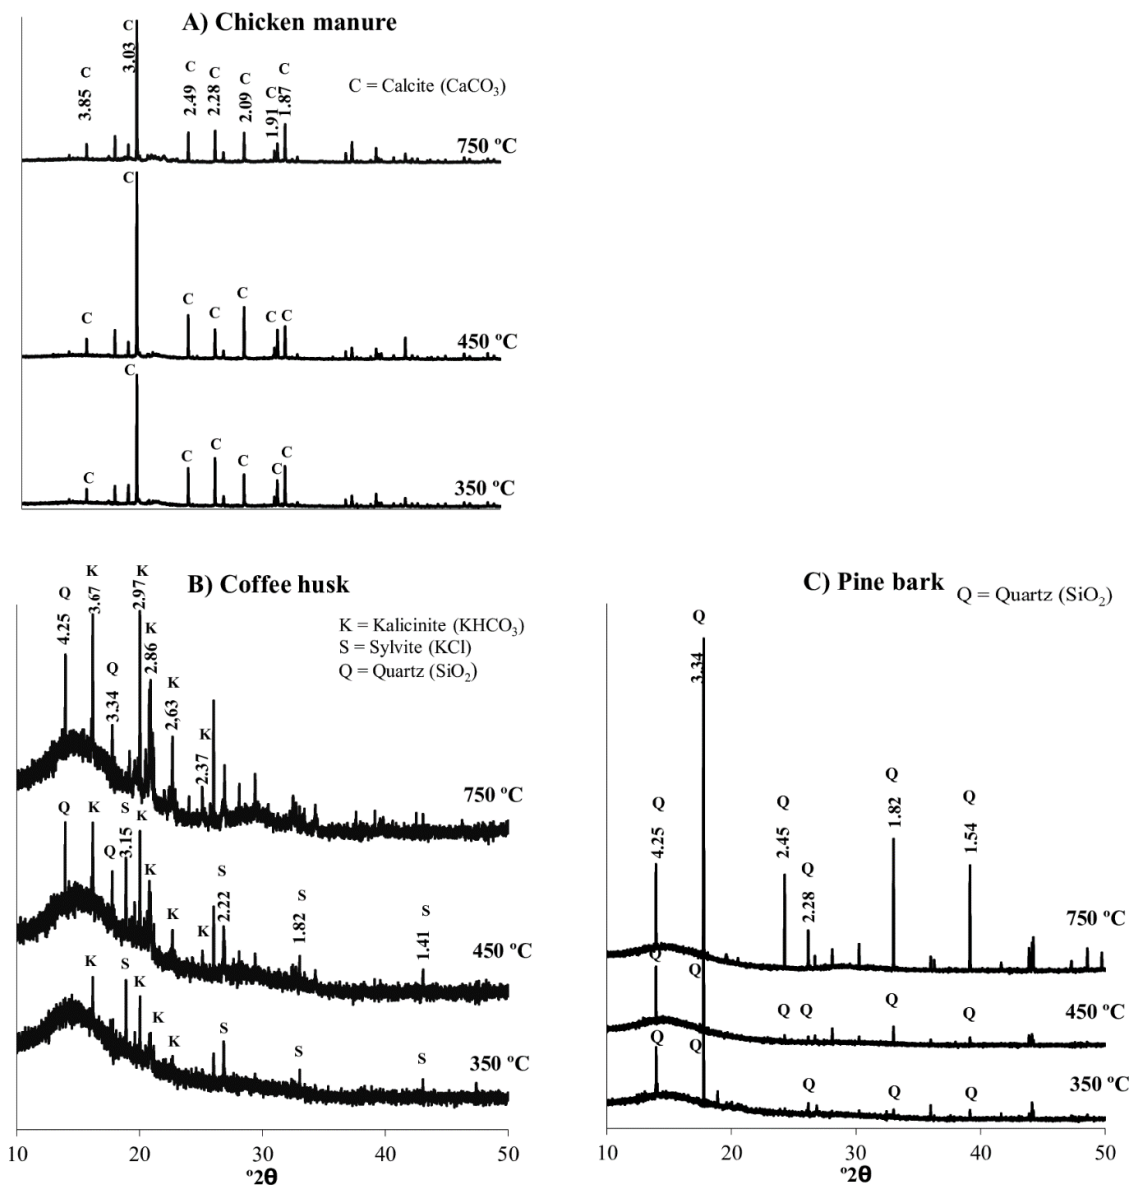 A) Chicken manure
C = Calcite (CaCO₃)
C C C C C C C C
3.85 3.03 2.49 2.28 2.09 1.91 1.87
750 ºC
C
C C C C C C
450 ºC
C
C C C C C C
350 ºC
B) Coffee husk
K = Kalicinite (KHCO₃)
S = Sylvite (KCl)
Q = Quartz (SiO₂)
Q K Q K K K K
4.25 3.67 3.34 2.97 2.86 2,63 2.37
750 ºC
Q K Q S K K K K S S S
3.15 2.22 1.82 1.41
450 ºC
K S K K K S S S
350 ºC
10 20 30 40 50
º2θ
C) Pine bark
Q = Quartz (SiO₂)
Q Q Q Q Q Q
4.25 3.34 2.45 2.28 1.82 1.54
750 ºC
Q Q Q Q Q Q
450 ºC
Q Q Q Q Q
350 ºC
10 20 30 40 50
º2θ